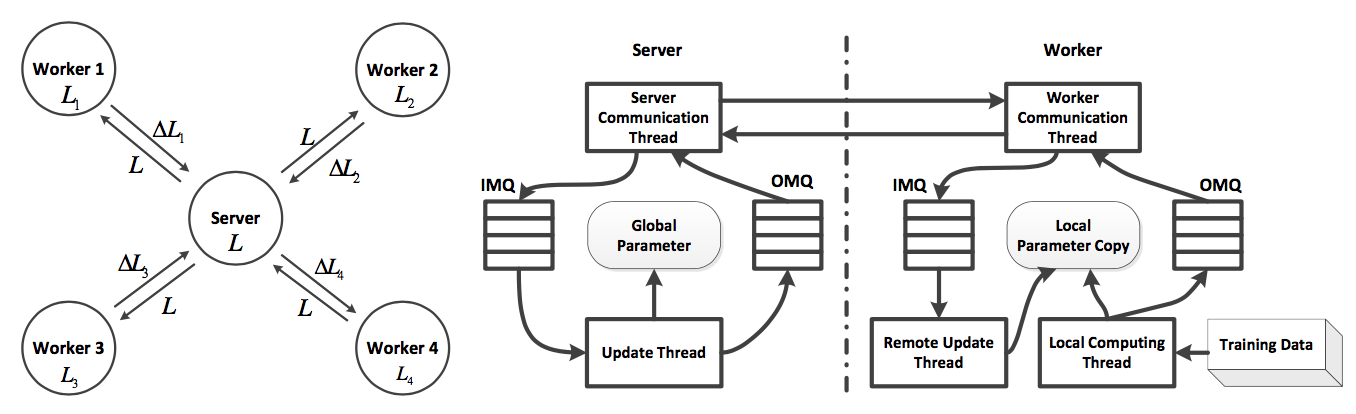 Worker 1
L₁
Worker 2
L₂
ΔL₁
L
L
ΔL₂
Server
L
ΔL₃
L
ΔL₄
L
Worker 3
L₃
Worker 4
L₄
Server
Server
Communication
Thread
IMQ
OMQ
Global
Parameter
Update Thread
Worker
Worker
Communication
Thread
IMQ
OMQ
Local
Parameter Copy
Remote Update
Thread
Local Computing
Thread
Training Data